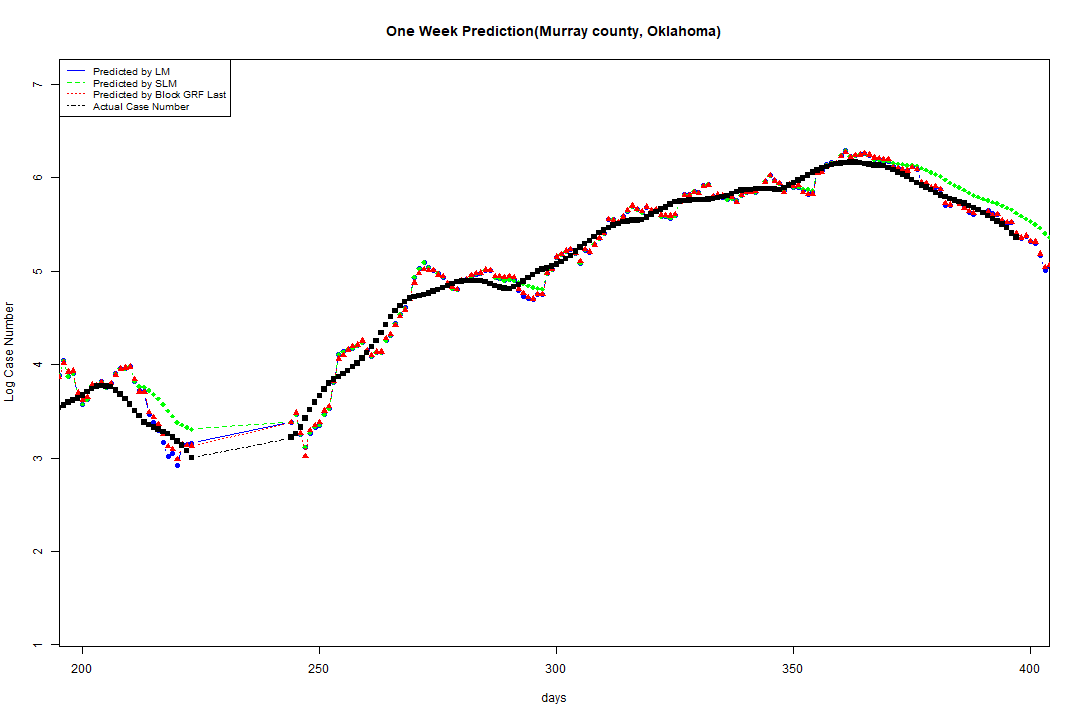 One Week Prediction(Murray county, Oklahoma)
Predicted by LM
Predicted by SLM
Predicted by Block GRF Last
Actual Case Number
7
6
5
4
3
2
1
Log Case Number
200 250 300 350 400
days